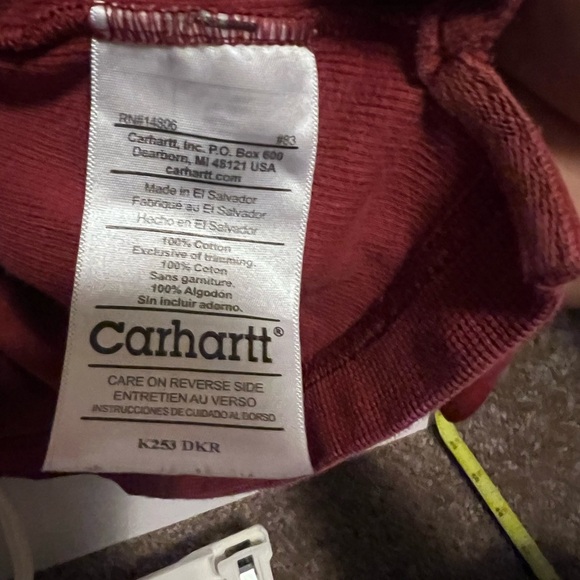 RN#14806
#83
Carhartt, Inc. P.O. Box 600
Dearborn, MI 48121 USA
carhartt.com
Made in El Salvador
Fabriqué au El Salvador
Hecho en El Salvador
100% Cotton
Exclusive of trimming.
100% Coton
Sans garniture.
100% Algodón
Sin incluir adorno.
Carhartt®
CARE ON REVERSE SIDE
ENTRETIEN AU VERSO
INSTRUCCIONES DE CUIDADO AL DORSO
K253 DKR